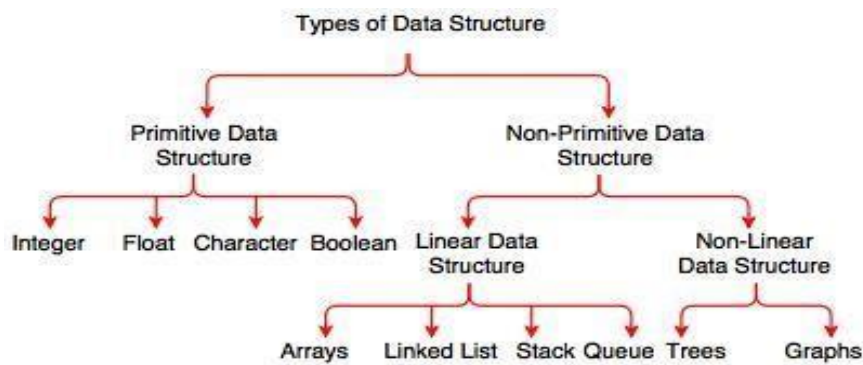 Types of Data Structure
Primitive Data
Structure
Non-Primitive Data
Structure
Integer
Float
Character
Boolean
Linear Data
Structure
Non-Linear
Data Structure
Arrays
Linked List
Stack
Queue
Trees
Graphs